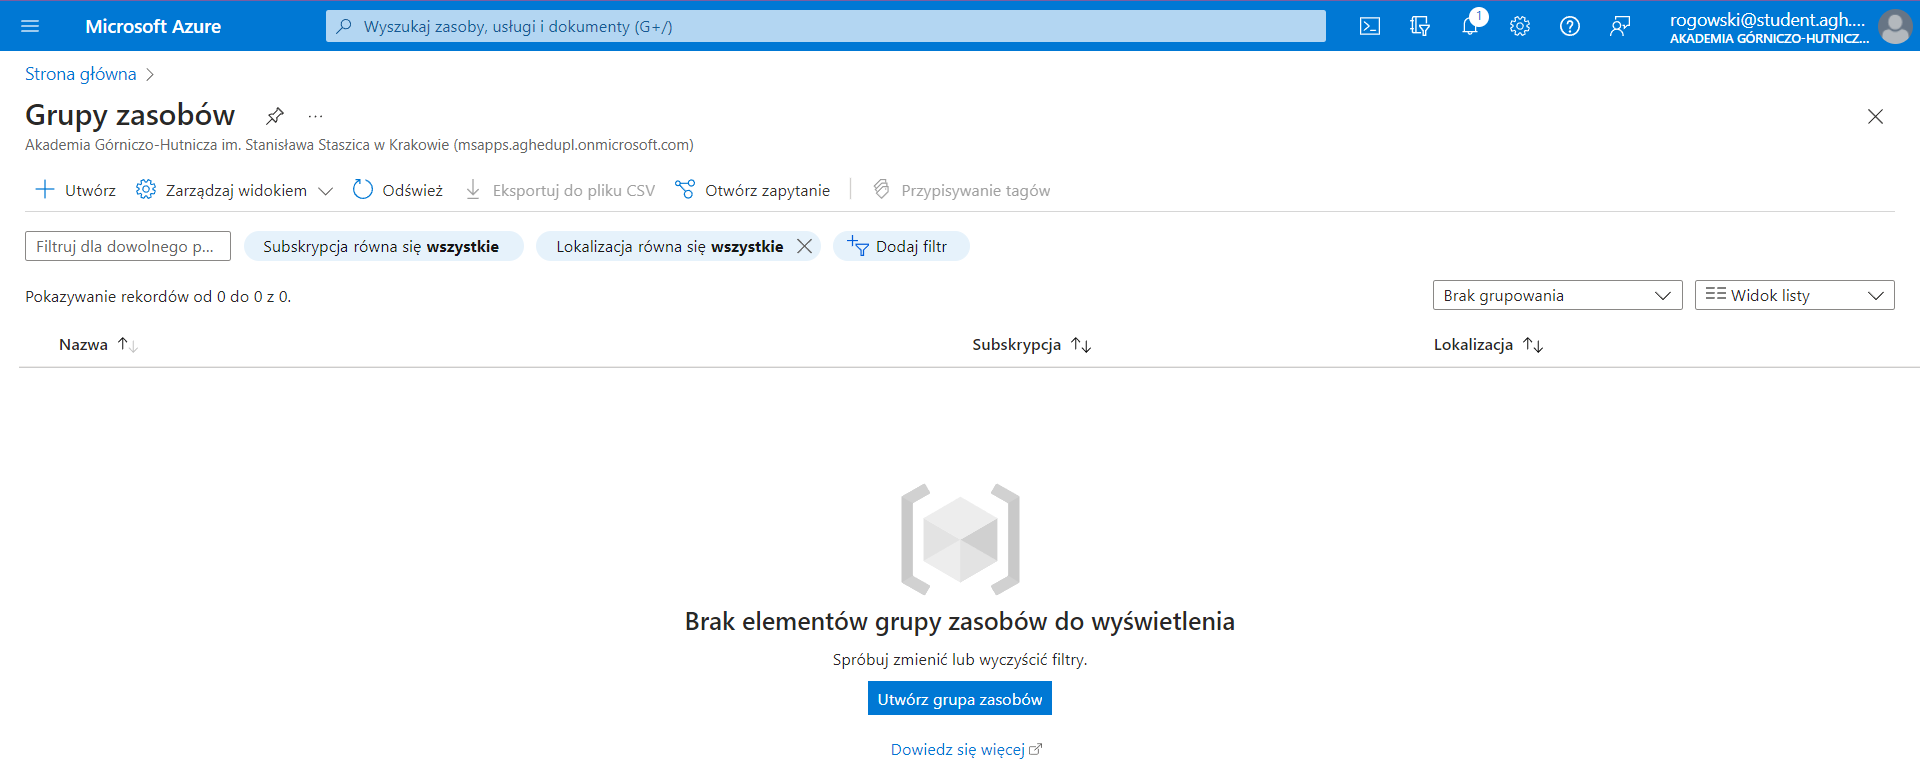 Microsoft Azure
Wyszukaj zasoby, usługi i dokumenty (G+/)
1
rogowski@student.agh....
AKADEMIA GÓRNICZO-HUTNICZ...
Strona główna
Grupy zasobów
...
Akademia Górniczo-Hutnicza im. Stanisława Staszica w Krakowie (msapps.aghedupl.onmicrosoft.com)
Utwórz
Zarządzaj widokiem
Odśwież
Eksportuj do pliku CSV
Otwórz zapytanie
Przypisywanie tagów
Filtruj dla dowolnego p...
Subskrypcja równa się wszystkie
Lokalizacja równa się wszystkie
Dodaj filtr
Pokazywanie rekordów od 0 do 0 z 0.
Brak grupowania
Widok listy
Nazwa
Subskrypcja
Lokalizacja
Brak elementów grupy zasobów do wyświetlenia
Spróbuj zmienić lub wyczyścić filtry.
Utwórz grupa zasobów
Dowiedz się więcej